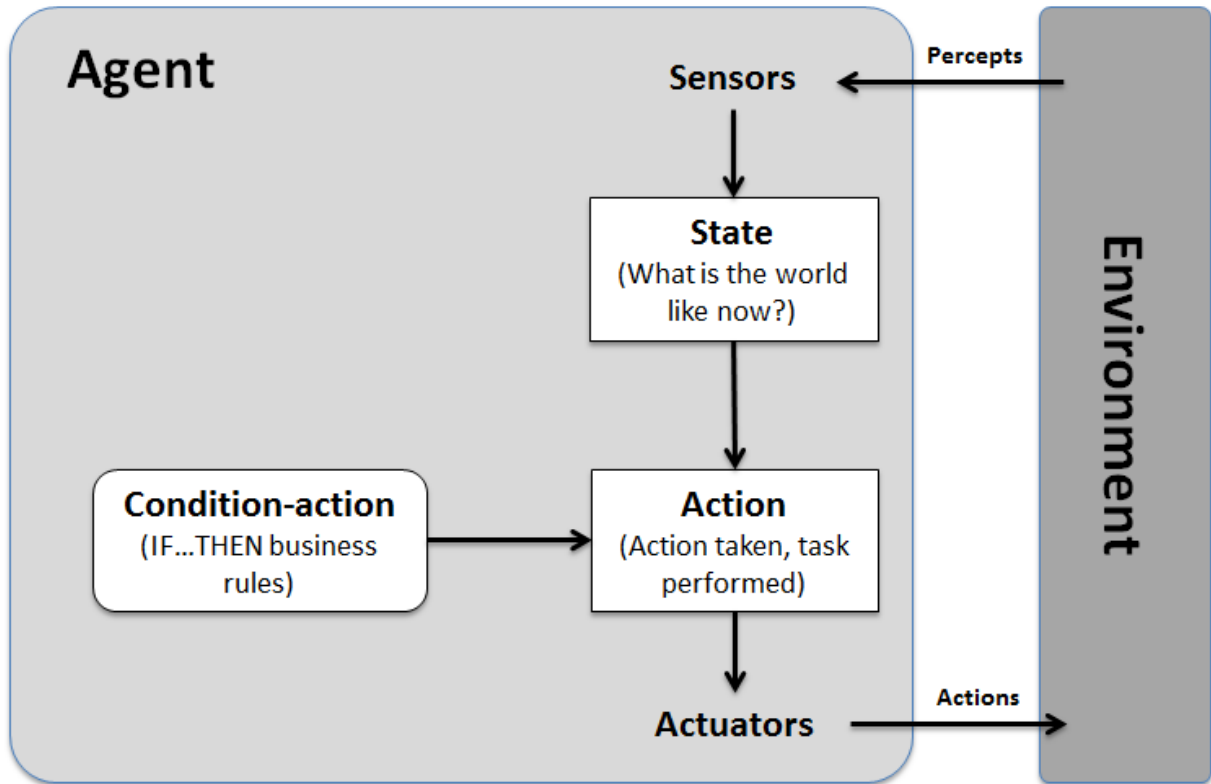 Agent
Percepts
Sensors
State
(What is the world
like now?)
Environment
Condition-action
(IF...THEN business
rules)
Action
(Action taken, task
performed)
Actions
Actuators